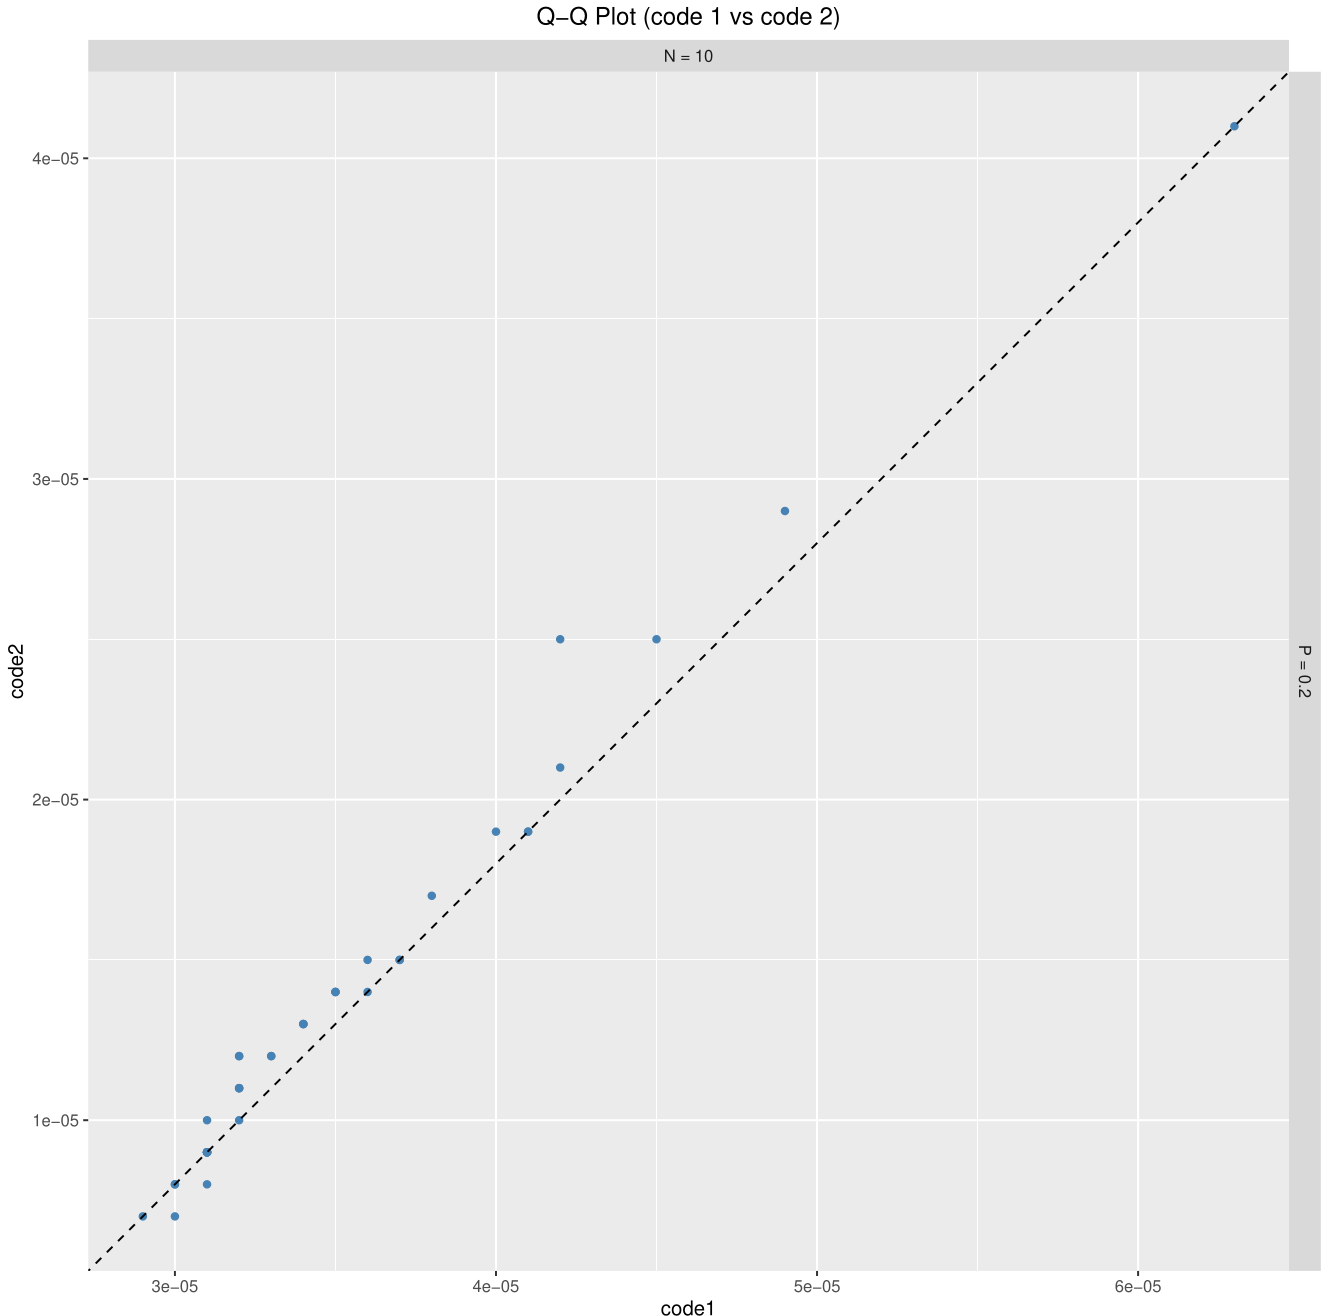 Q−Q Plot (code 1 vs code 2)
N = 10
4e−05
3e−05
2e−05
1e−05
code2
P = 0.2
3e−05 4e−05 5e−05 6e−05
code1